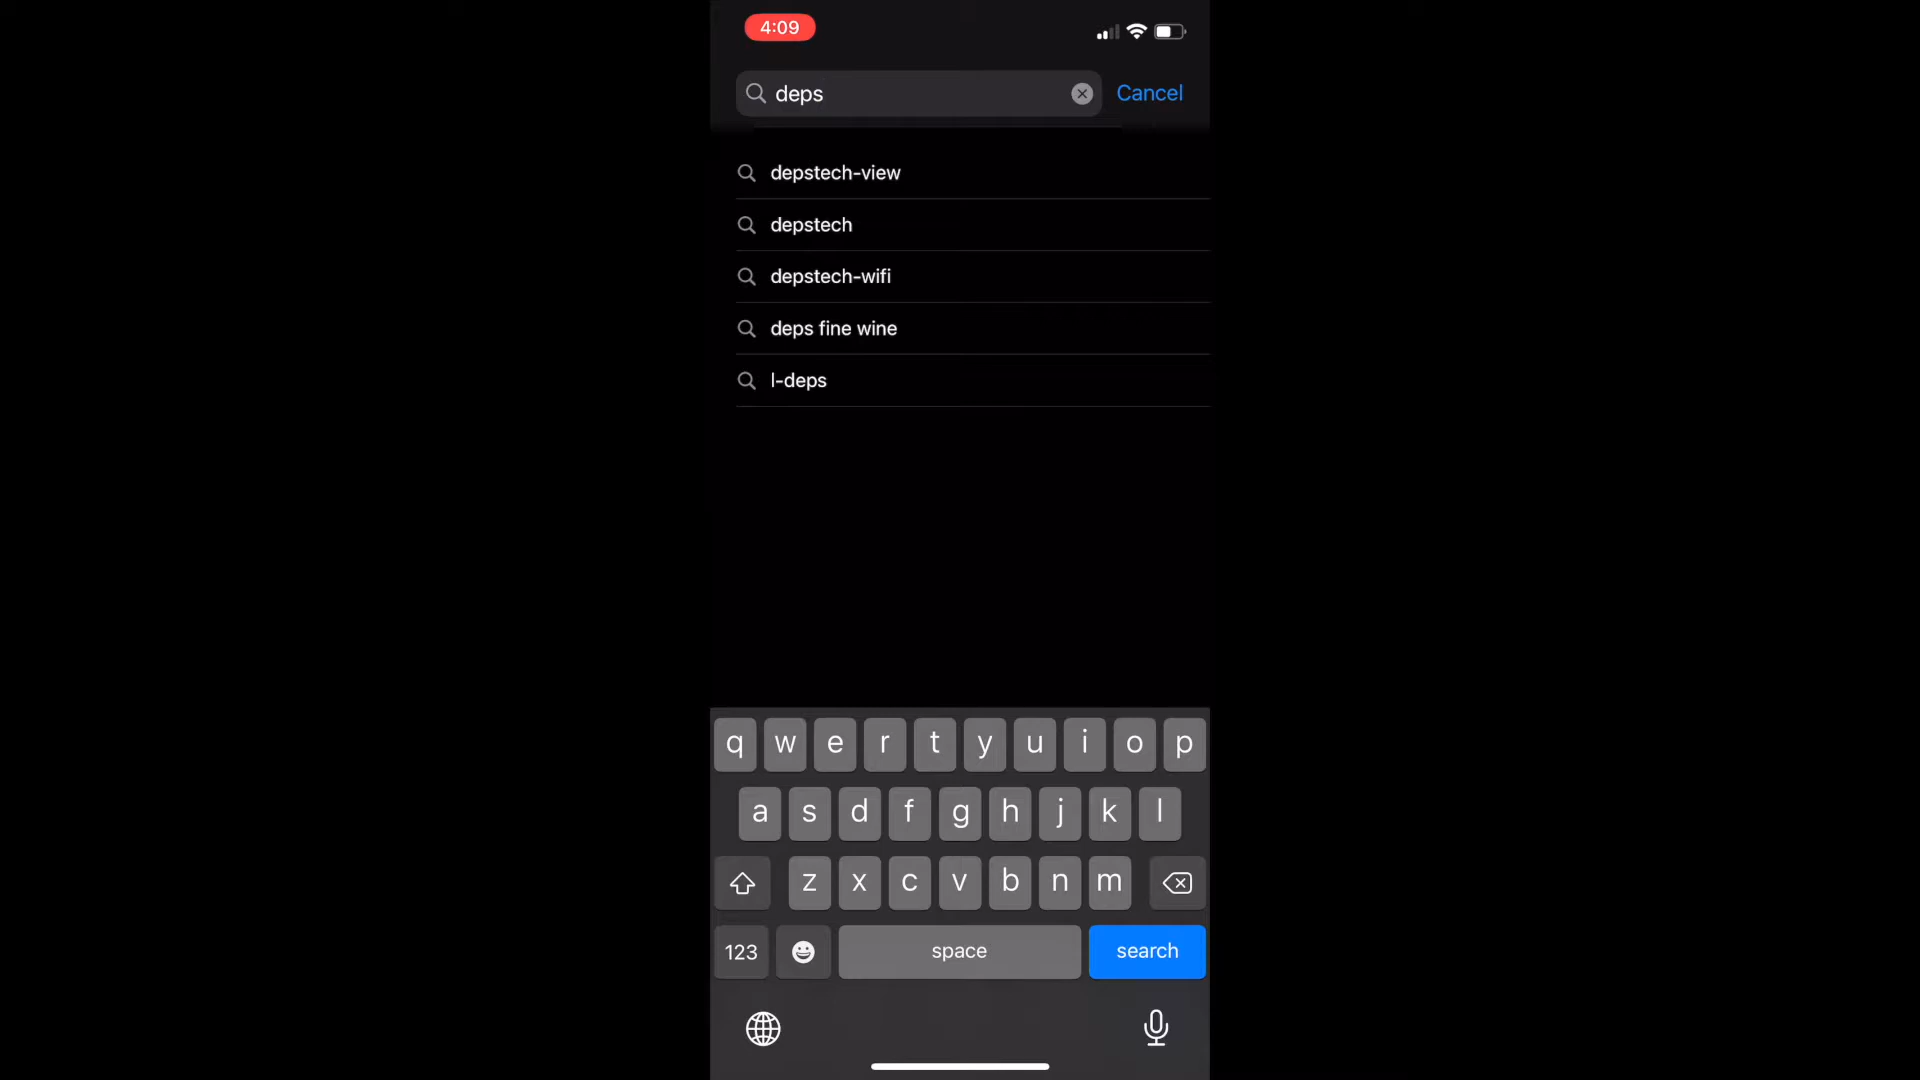 4:09
deps
Cancel
depstech-view
depstech
depstech-wifi
deps fine wine
l-deps
q w e r t y u i o p
a s d f g h j k l
z x c v b n m
123 space search